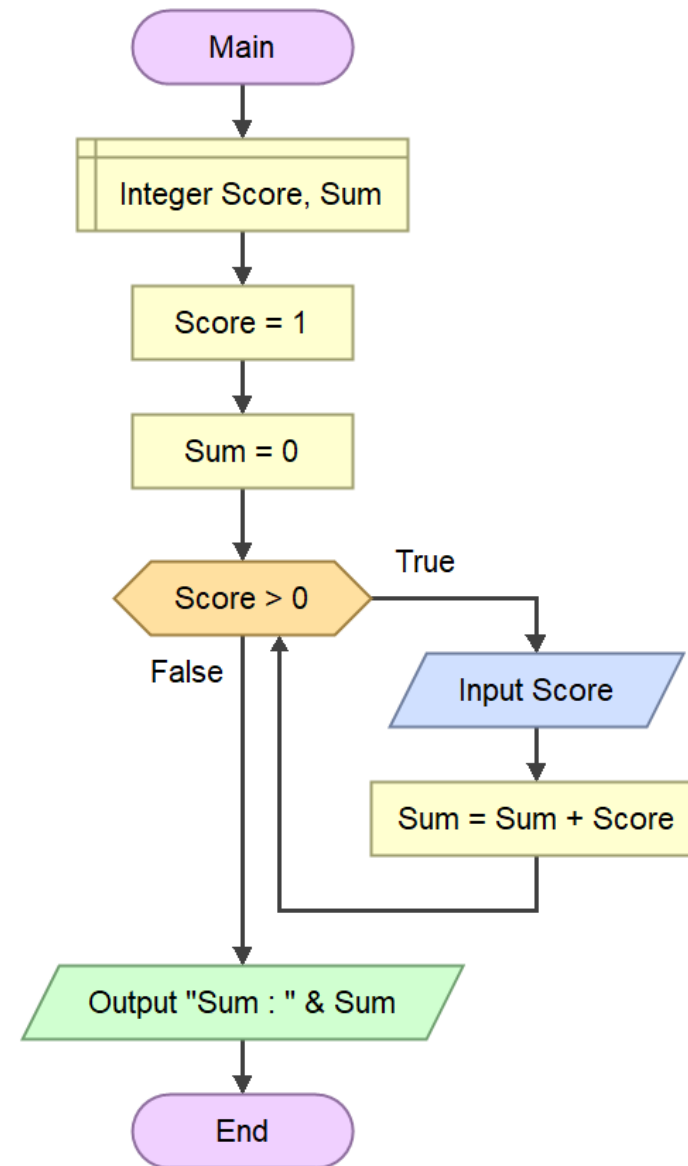 Main
Integer Score, Sum
Score = 1
Sum = 0
Score > 0
True
False
Input Score
Sum = Sum + Score
Output "Sum : " & Sum
End